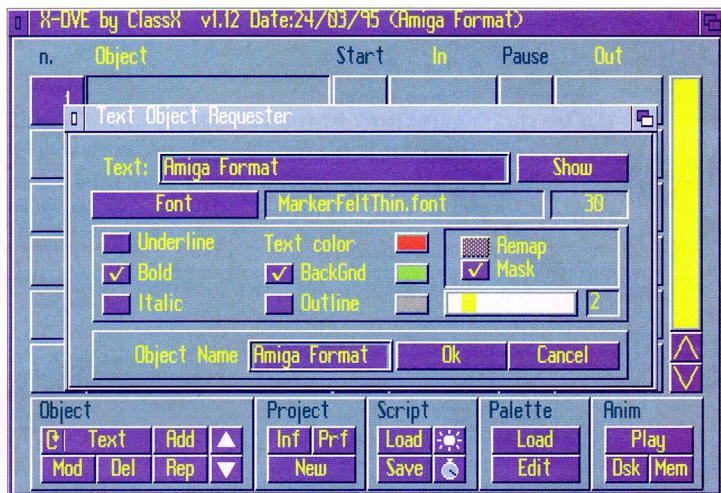 X-DVE by ClassX v1.12 Date:24/03/95 (Amiga Format)
n. Object Start In Pause Out
1
Text Object Requester
Text: Amiga Format Show
Font MarkerFeltThin.font 30
Underline Text color Remap
Bold BackGnd Mask
Italic Outline 2
Object Name Amiga Format Ok Cancel
Object Project Script Palette Anim
Text Add Inf Prf Load Load Play
Mod Del Rep New Save Edit Dsk Mem